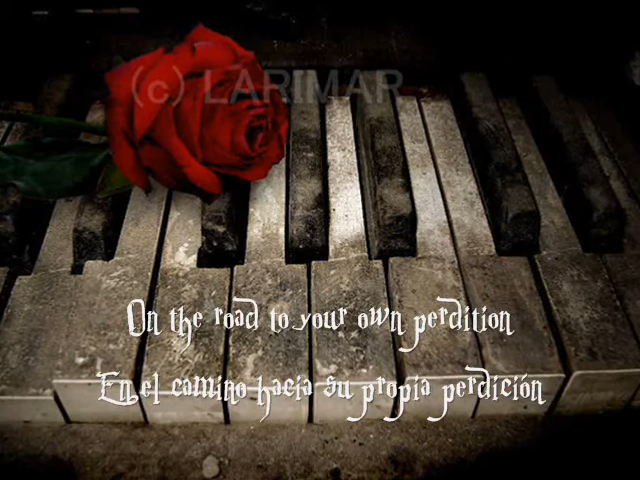 (c) LARIMAR
On the road to your own perdition
En el camino hacia su propia perdición